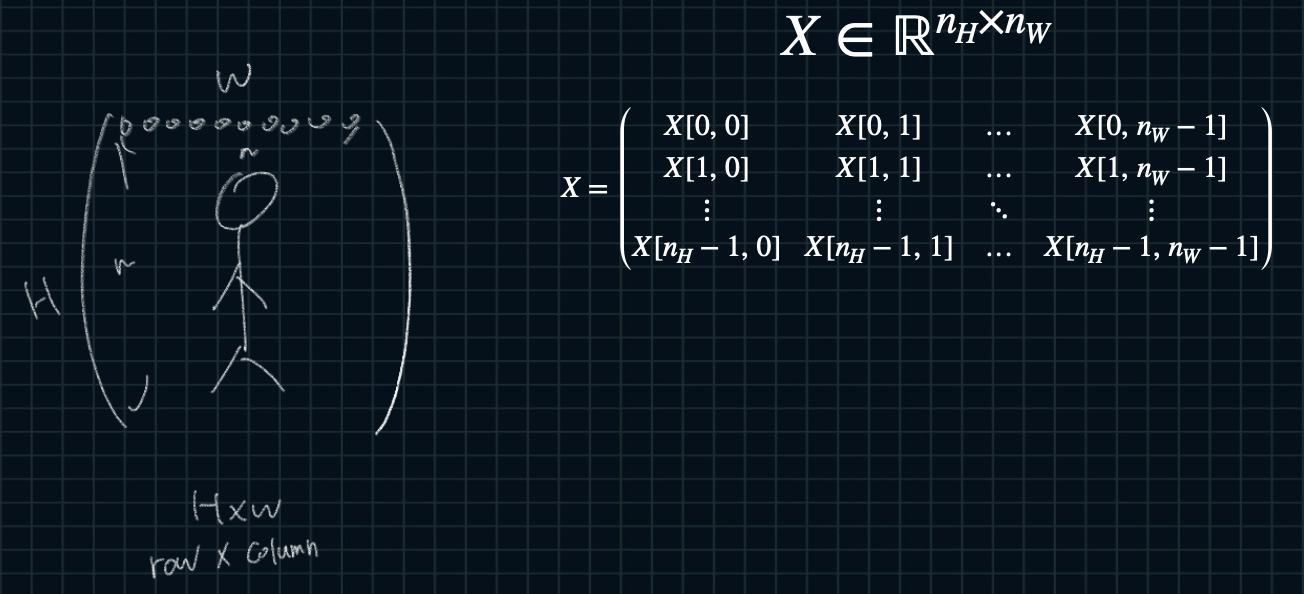 X ∈ ℝ^{n_H×n_W}
W
H
X = ( X[0, 0] X[0, 1] … X[0, n_W − 1]
X[1, 0] X[1, 1] … X[1, n_W − 1]
⋮ ⋮ ⋱ ⋮
X[n_H − 1, 0] X[n_H − 1, 1] … X[n_H − 1, n_W − 1] )
H×W
row × column